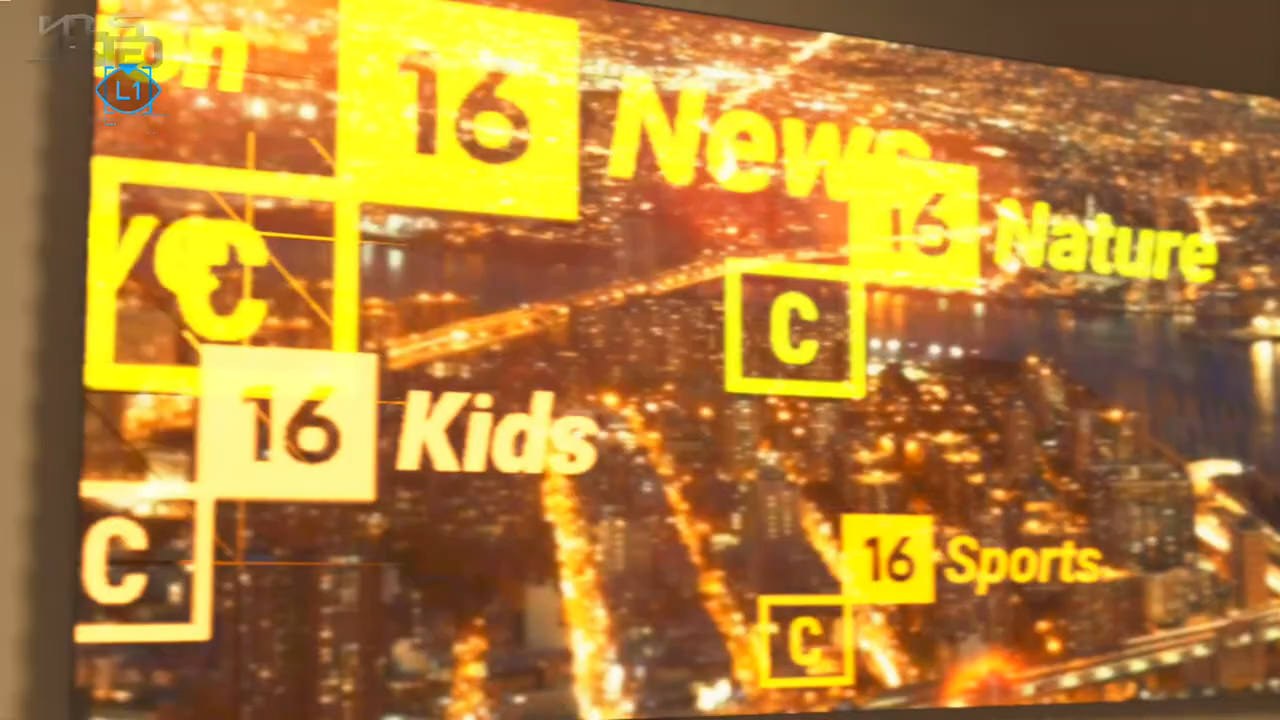 L1
16 News
16 Nature
C
16 Kids
C
16 Sports
C